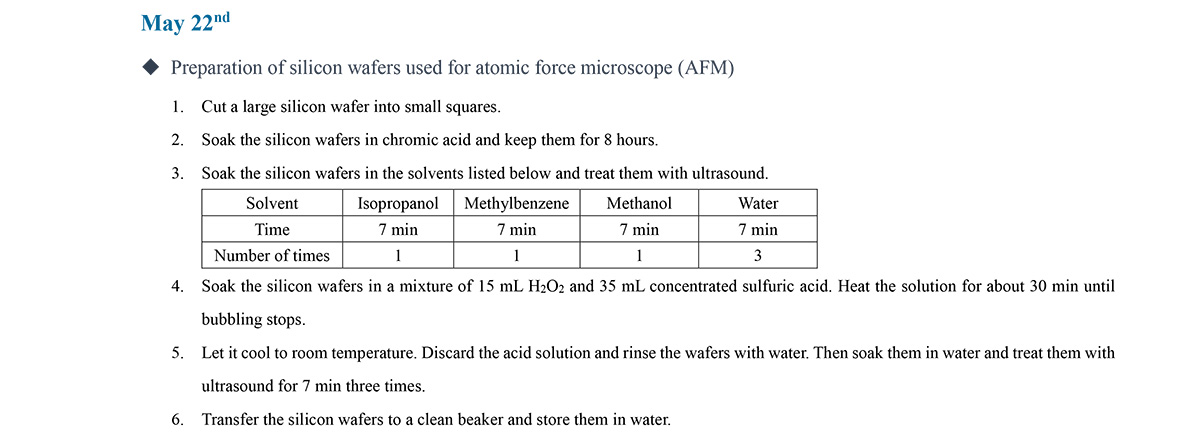 May 22nd
◆ Preparation of silicon wafers used for atomic force microscope (AFM)
1. Cut a large silicon wafer into small squares.
2. Soak the silicon wafers in chromic acid and keep them for 8 hours.
3. Soak the silicon wafers in the solvents listed below and treat them with ultrasound.
Solvent Isopropanol Methylbenzene Methanol Water
Time 7 min 7 min 7 min 7 min
Number of times 1 1 1 3
4. Soak the silicon wafers in a mixture of 15 mL H2O2 and 35 mL concentrated sulfuric acid. Heat the solution for about 30 min until
bubbling stops.
5. Let it cool to room temperature. Discard the acid solution and rinse the wafers with water. Then soak them in water and treat them with
ultrasound for 7 min three times.
6. Transfer the silicon wafers to a clean beaker and store them in water.